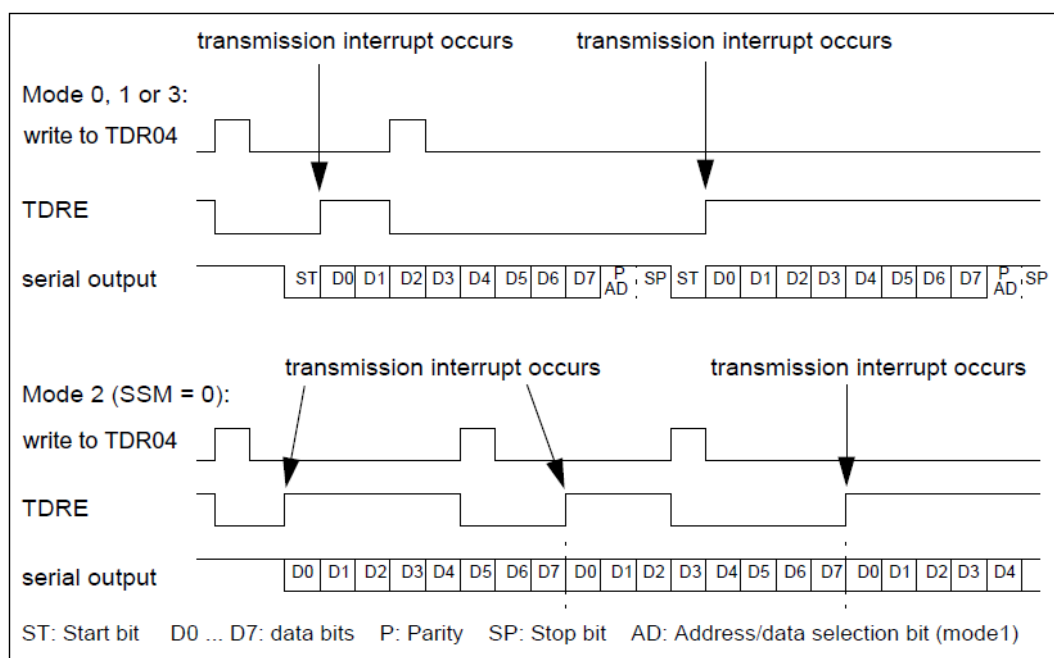 transmission interrupt occurs transmission interrupt occurs
Mode 0, 1 or 3:
write to TDR04
TDRE
serial output ST D0 D1 D2 D3 D4 D5 D6 D7 P AD SP ST D0 D1 D2 D3 D4 D5 D6 D7 P AD SP
transmission interrupt occurs transmission interrupt occurs
Mode 2 (SSM = 0):
write to TDR04
TDRE
serial output D0 D1 D2 D3 D4 D5 D6 D7 D0 D1 D2 D3 D4 D5 D6 D7 D0 D1 D2 D3 D4
ST: Start bit D0 ... D7: data bits P: Parity SP: Stop bit AD: Address/data selection bit (mode1)